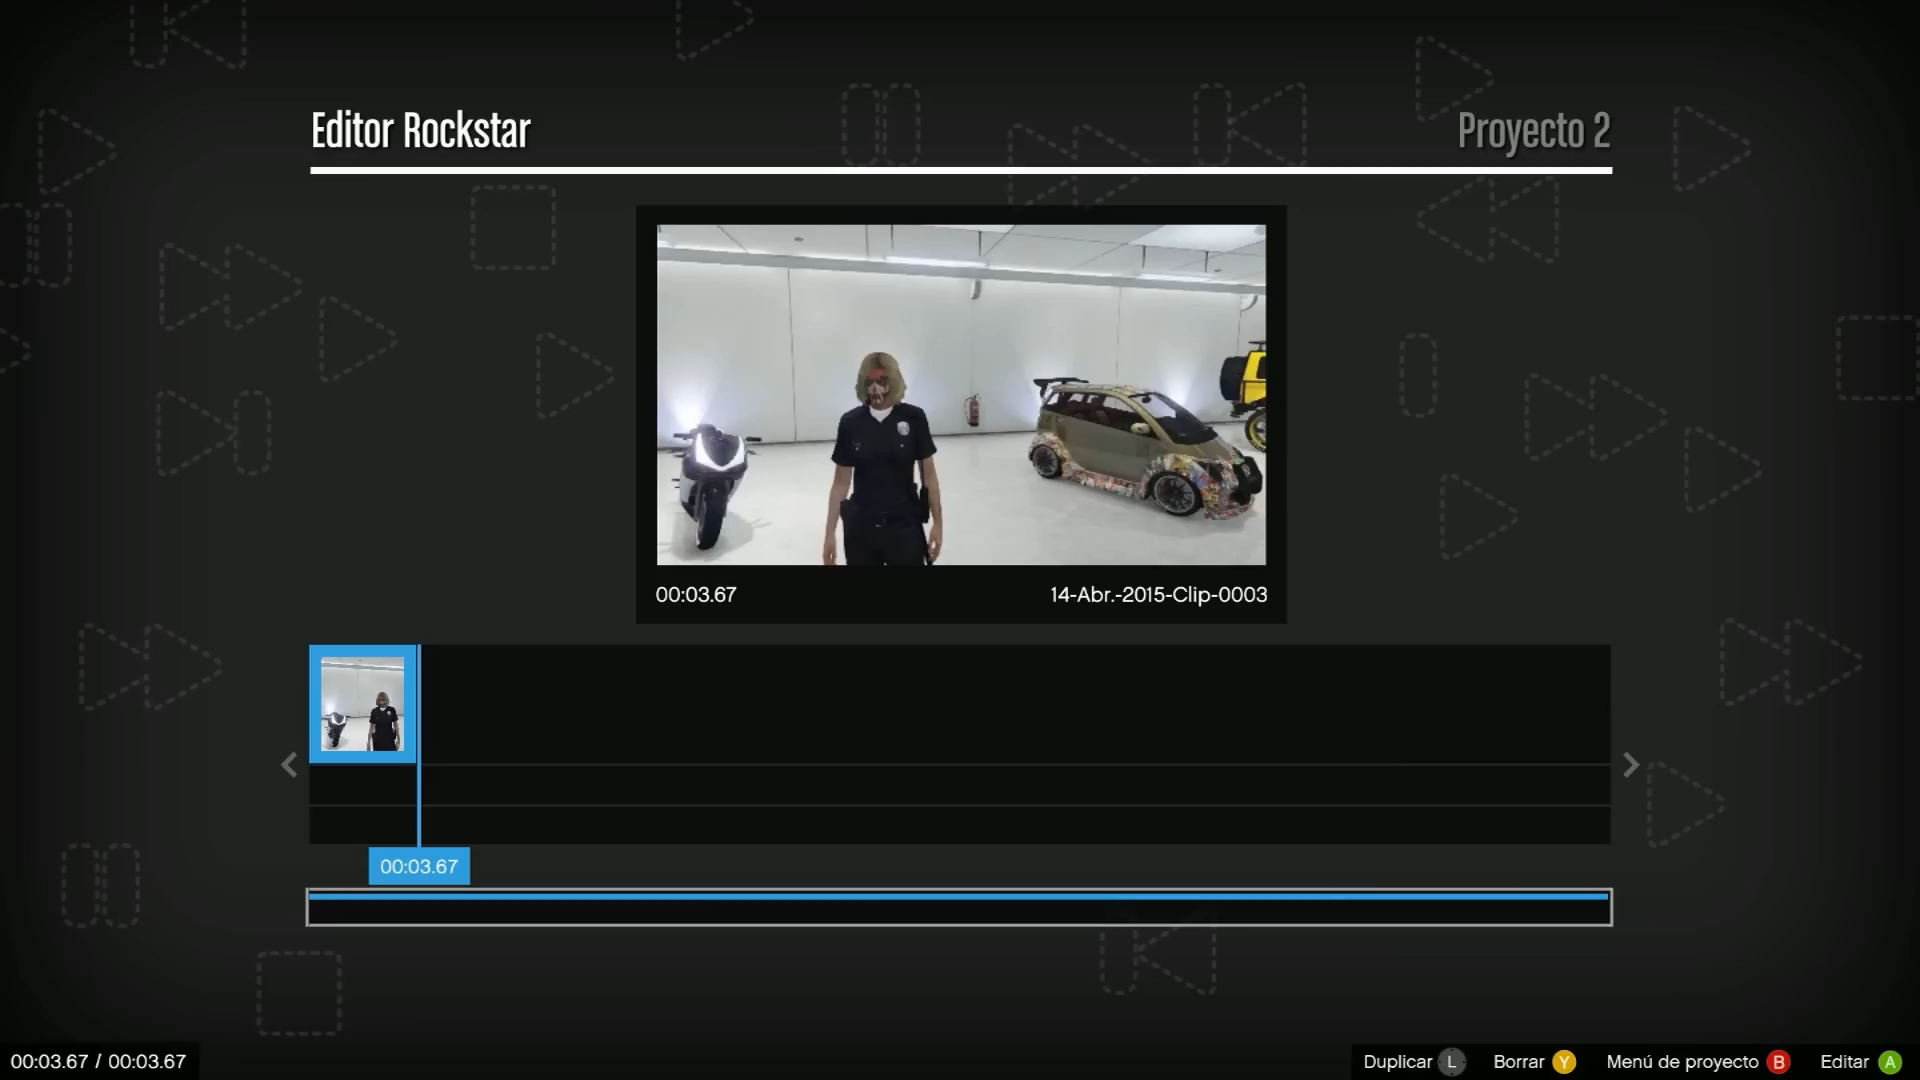 Editor Rockstar
Proyecto 2
00:03.67
14-Abr.-2015-Clip-0003
00:03.67
00:03.67 / 00:03.67
Duplicar L Borrar Y Menú de proyecto B Editar A